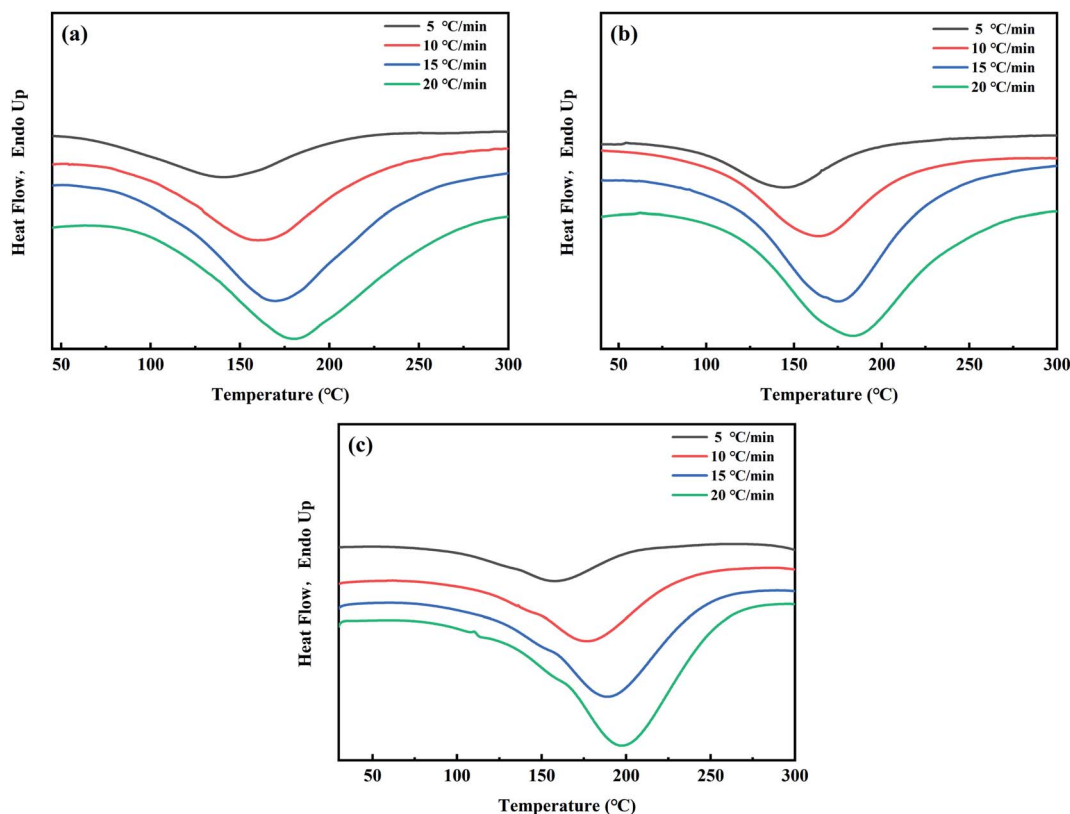 (a)
5 ℃/min
10 ℃/min
15 ℃/min
20 ℃/min
Heat Flow, Endo Up
50 100 150 200 250 300
Temperature (℃)
(b)
5 ℃/min
10 ℃/min
15 ℃/min
20 ℃/min
Heat Flow, Endo Up
50 100 150 200 250 300
Temperature (℃)
(c)
5 ℃/min
10 ℃/min
15 ℃/min
20 ℃/min
Heat Flow, Endo Up
50 100 150 200 250 300
Temperature (℃)